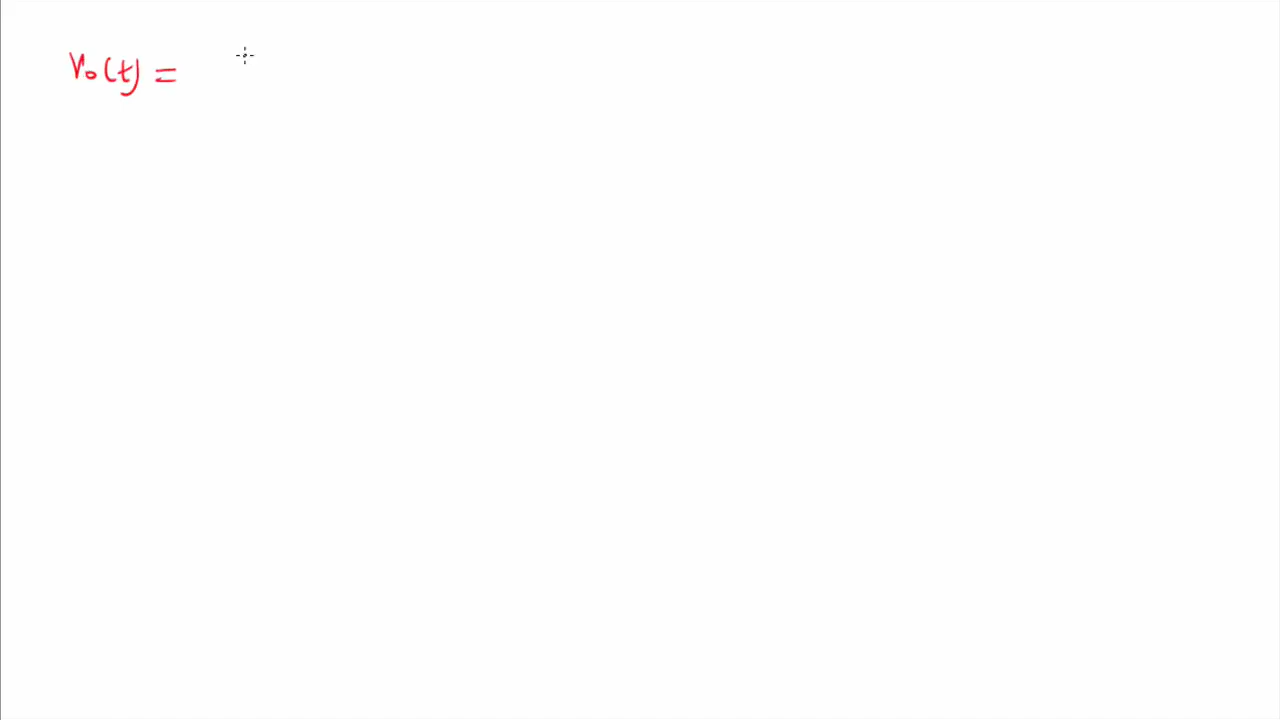 V₀(t) =